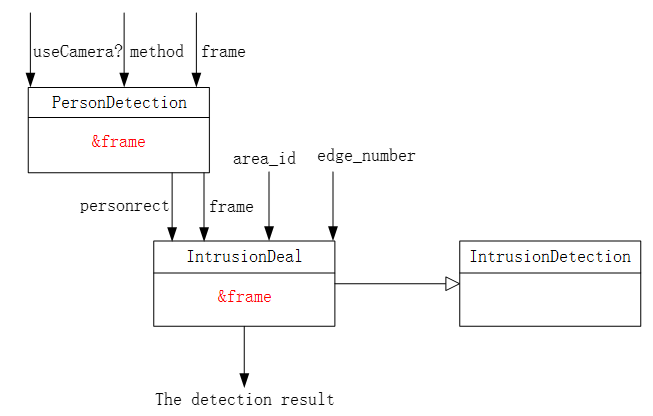 useCamera? method frame
PersonDetection
&frame
area_id edge_number
personrect frame
IntrusionDeal IntrusionDetection
&frame
The detection result